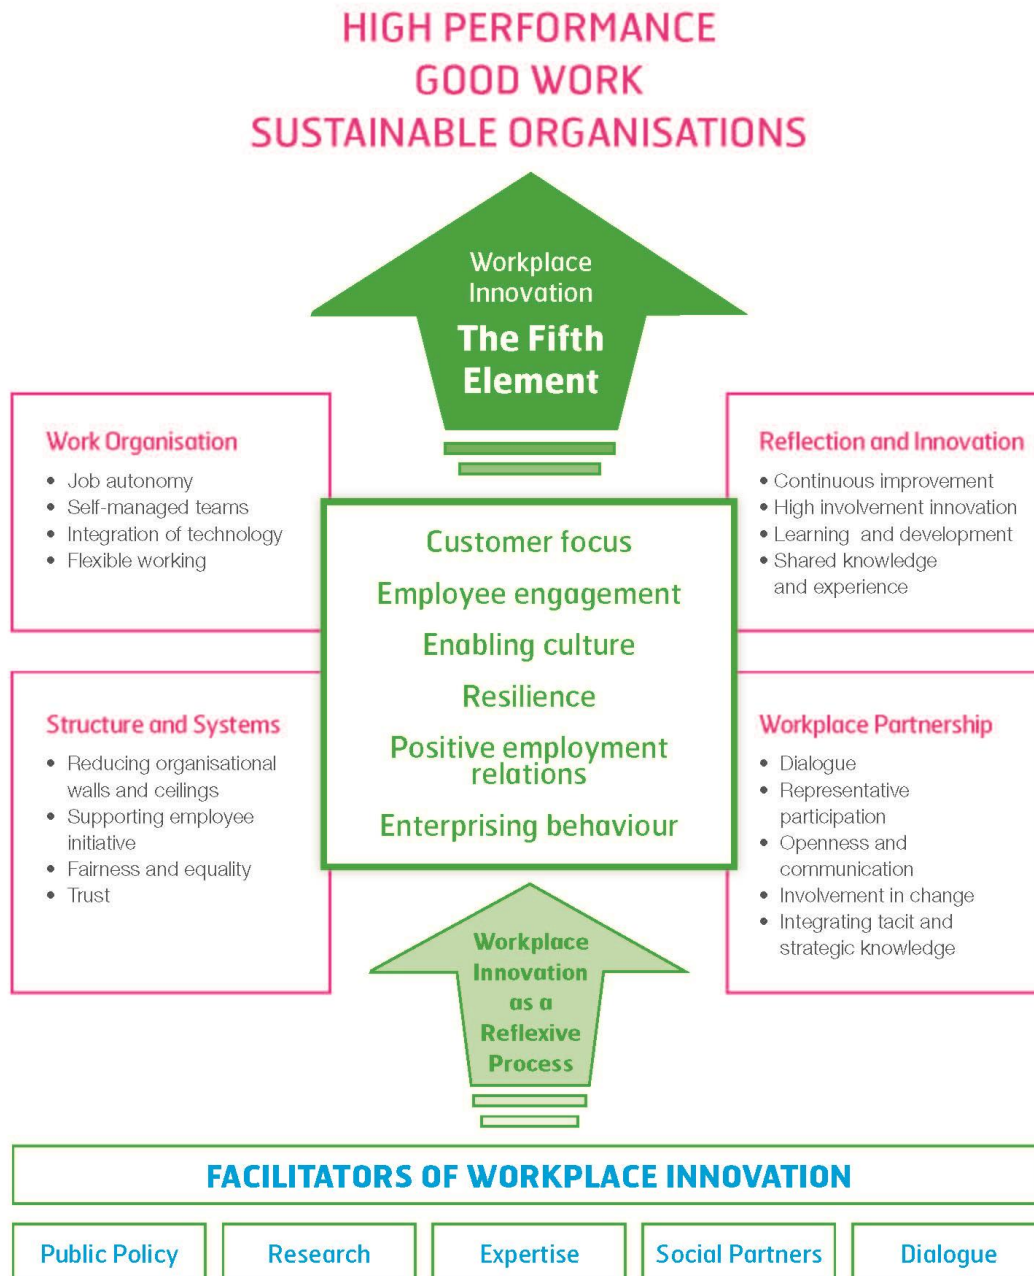 HIGH PERFORMANCE
GOOD WORK
SUSTAINABLE ORGANISATIONS
Workplace
Innovation
The Fifth
Element
Work Organisation
• Job autonomy
• Self-managed teams
• Integration of technology
• Flexible working
Reflection and Innovation
• Continuous improvement
• High involvement innovation
• Learning and development
• Shared knowledge
and experience
Customer focus
Employee engagement
Enabling culture
Resilience
Positive employment
relations
Enterprising behaviour
Structure and Systems
• Reducing organisational
walls and ceilings
• Supporting employee
initiative
• Fairness and equality
• Trust
Workplace Partnership
• Dialogue
• Representative
participation
• Openness and
communication
• Involvement in change
• Integrating tacit and
strategic knowledge
Workplace
Innovation
as a
Reflexive
Process
FACILITATORS OF WORKPLACE INNOVATION
Public Policy
Research
Expertise
Social Partners
Dialogue